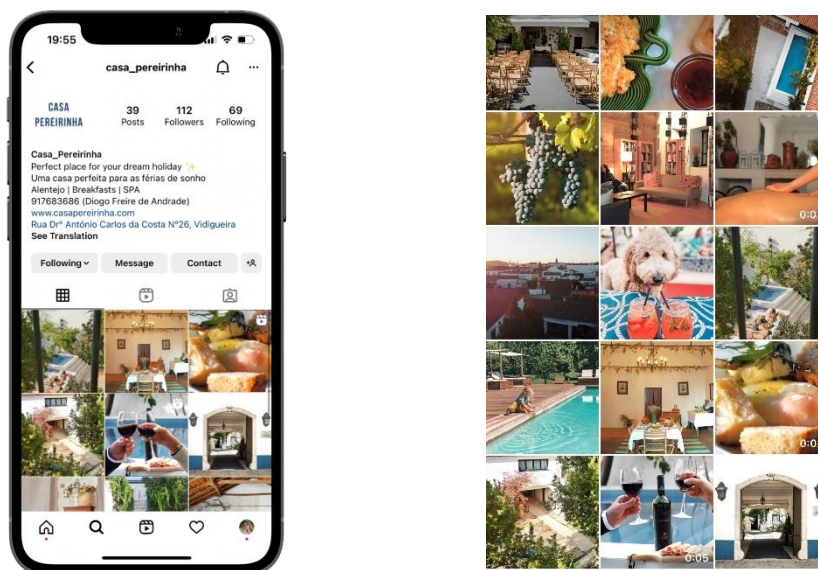 19:55
casa_pereirinha
CASA
PEREIRINHA
39 112 69
Posts Followers Following
Casa_Pereirinha
Perfect place for your dream holiday ✨
Uma casa perfeita para as férias de sonho
Alentejo | Breakfasts | SPA
917683686 (Diogo Freire de Andrade)
www.casapereirinha.com
Rua Drº António Carlos da Costa Nº26, Vidigueira
See Translation
Following Message Contact
0:05